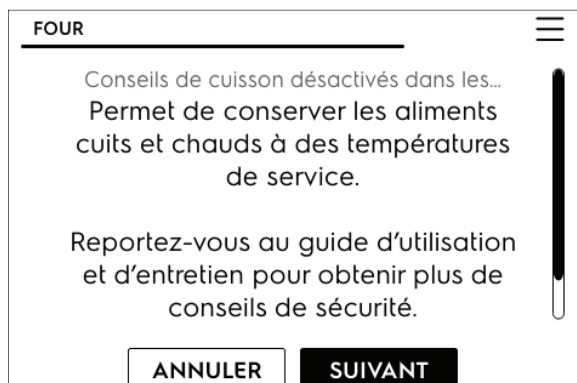 FOUR
Conseils de cuisson désactivés dans les...
Permet de conserver les aliments
cuits et chauds à des températures
de service.
Reportez-vous au guide d’utilisation
et d’entretien pour obtenir plus de
conseils de sécurité.
ANNULER SUIVANT